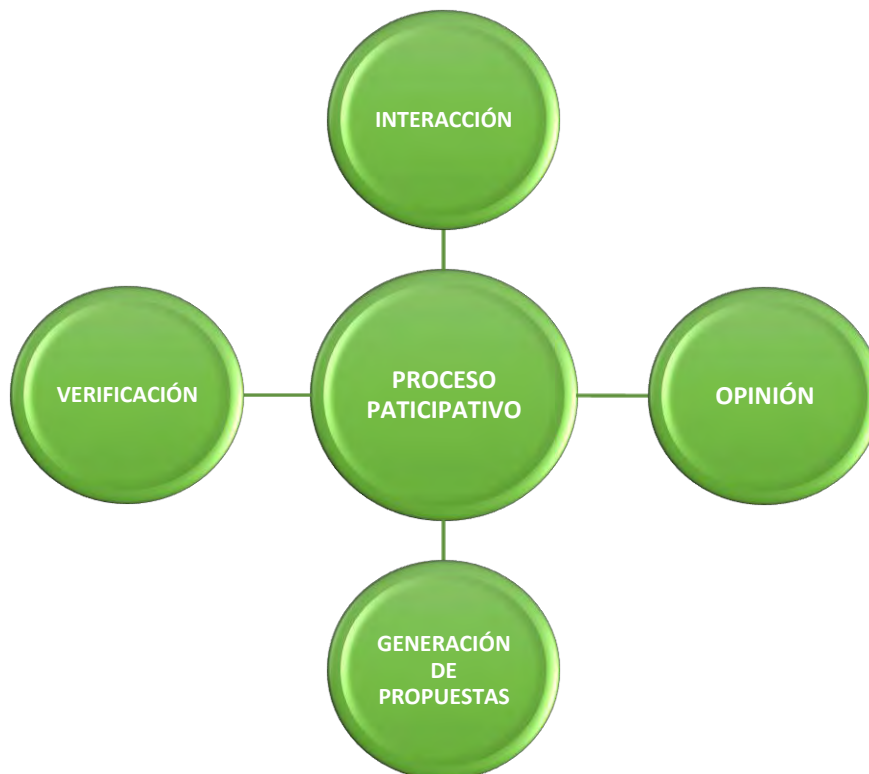 INTERACCIÓN
VERIFICACIÓN
PROCESO
PATICIPATIVO
OPINIÓN
GENERACIÓN
DE
PROPUESTAS